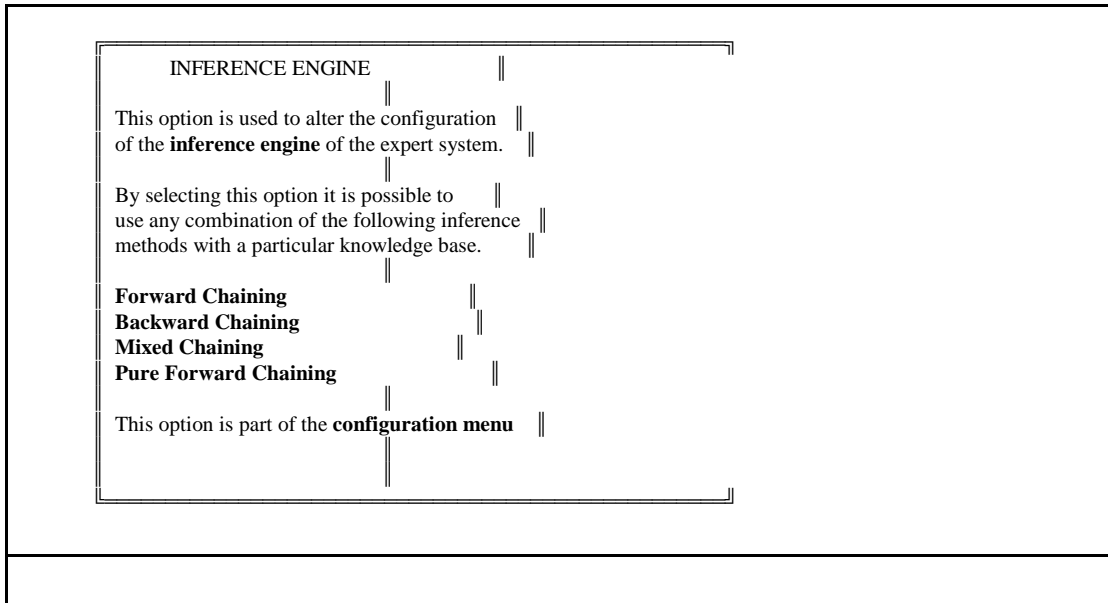 INFERENCE ENGINE
This option is used to alter the configuration
of the inference engine of the expert system.
By selecting this option it is possible to
use any combination of the following inference
methods with a particular knowledge base.
Forward Chaining
Backward Chaining
Mixed Chaining
Pure Forward Chaining
This option is part of the configuration menu